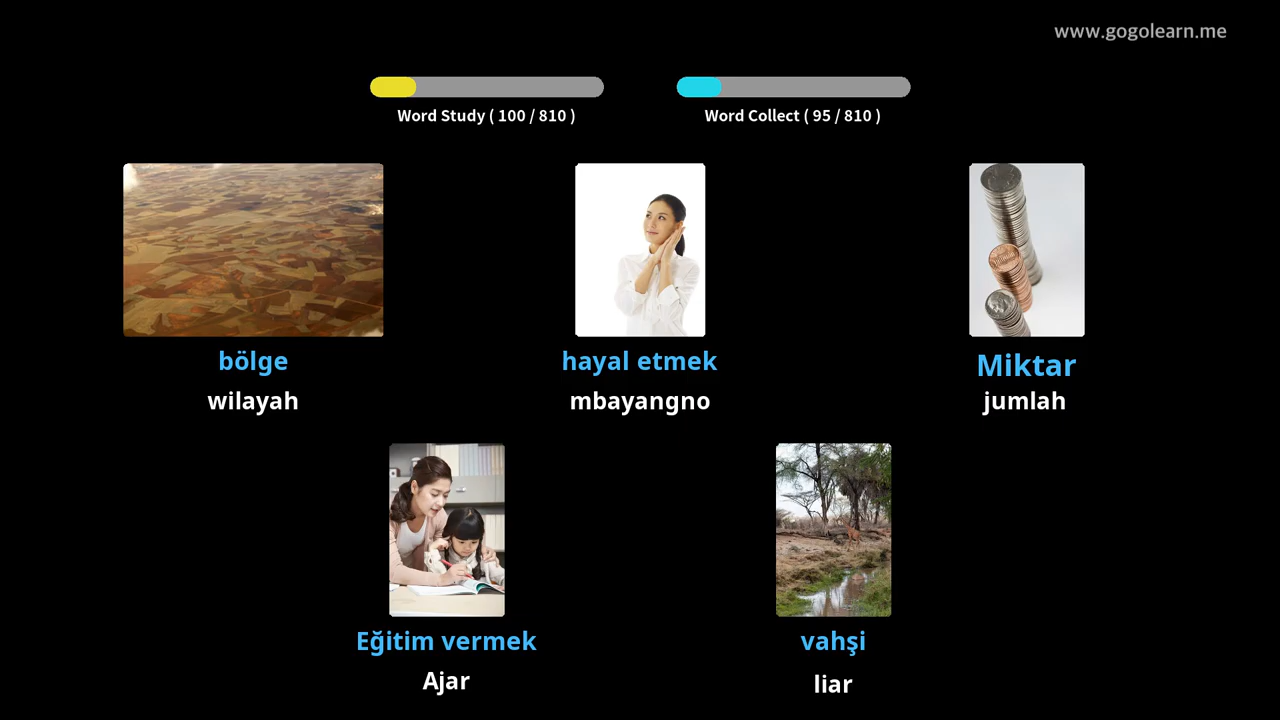 www.gogolearn.me
Word Study ( 100 / 810 )
Word Collect ( 95 / 810 )
bölge
wilayah
hayal etmek
mbayangno
Miktar
jumlah
Eğitim vermek
Ajar
vahşi
liar